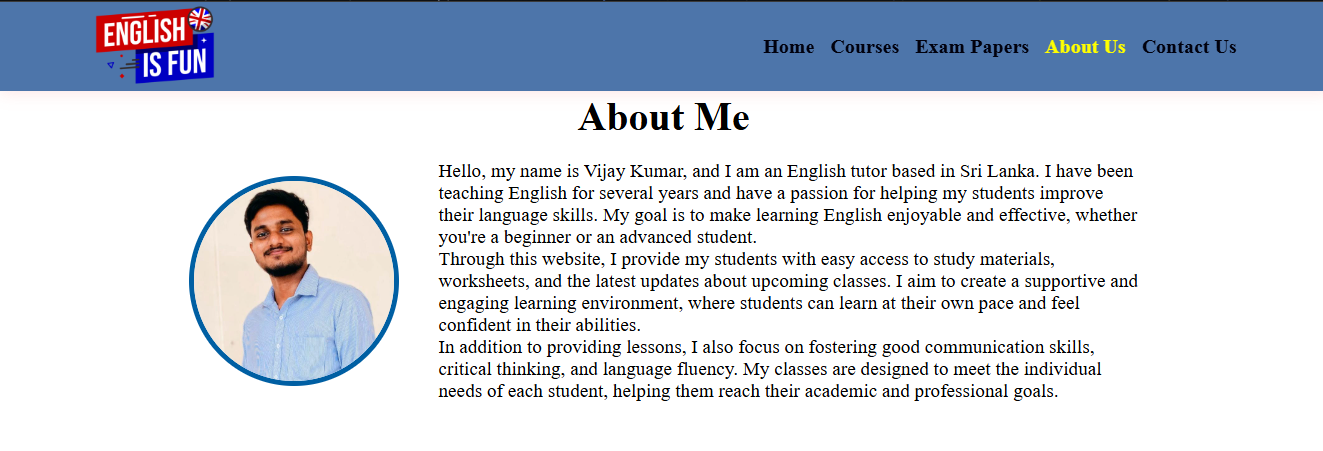 ENGLISH
IS FUN
Home Courses Exam Papers About Us Contact Us
About Me
Hello, my name is Vijay Kumar, and I am an English tutor based in Sri Lanka. I have been
teaching English for several years and have a passion for helping my students improve
their language skills. My goal is to make learning English enjoyable and effective, whether
you're a beginner or an advanced student.
Through this website, I provide my students with easy access to study materials,
worksheets, and the latest updates about upcoming classes. I aim to create a supportive and
engaging learning environment, where students can learn at their own pace and feel
confident in their abilities.
In addition to providing lessons, I also focus on fostering good communication skills,
critical thinking, and language fluency. My classes are designed to meet the individual
needs of each student, helping them reach their academic and professional goals.